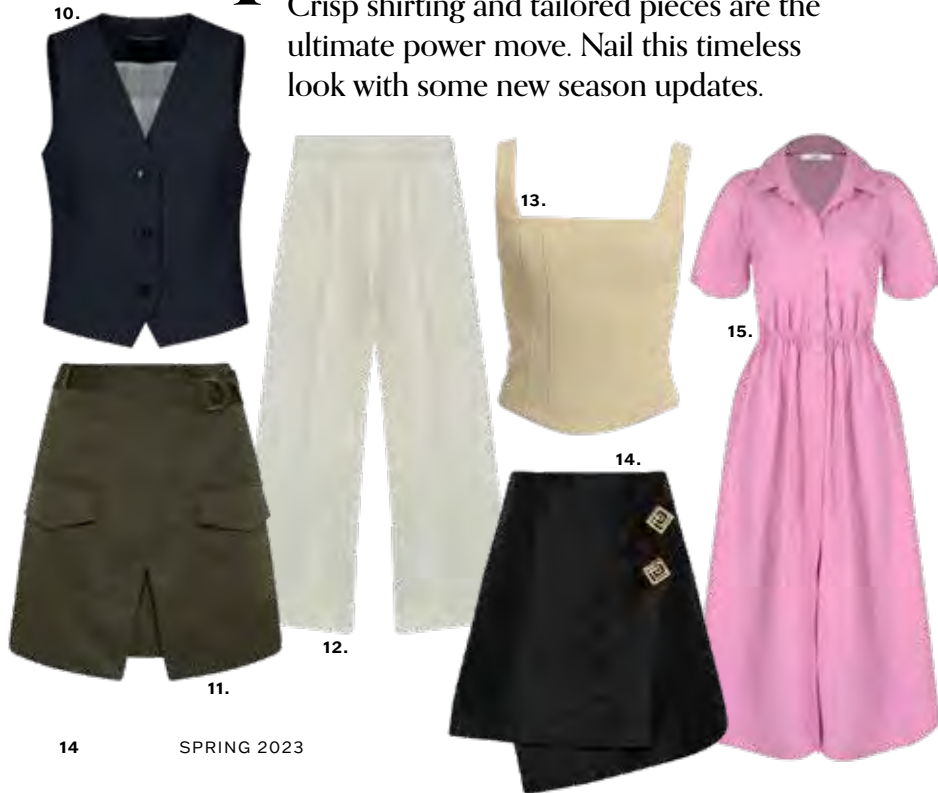 Crisp shirting and tailored pieces are the
ultimate power move. Nail this timeless
look with some new season updates.
10.
13.
15.
14.
12.
11.
14 SPRING 2023